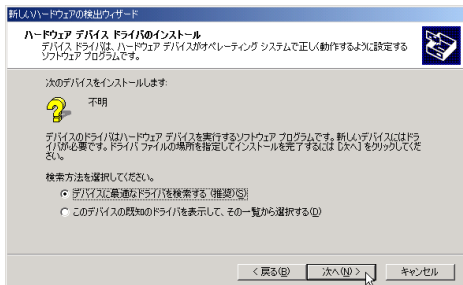 新しいハードウェアの検出ウィザード
ハードウェア デバイス ドライバのインストール
デバイス ドライバは、ハードウェア デバイスがオペレーティング システムで正しく動作するように設定する
ソフトウェア プログラムです。
次のデバイスをインストールします:
不明
デバイスのドライバはハードウェア デバイスを実行するソフトウェア プログラムです。新しいデバイスにはドラ
イバが必要です。ドライバ ファイルの場所を指定してインストールを完了するには [次へ] をクリックしてくだ
さい。
検索方法を選択してください。
デバイスに最適なドライバを検索する (推奨)(S)
このデバイスの既知のドライバを表示して、その一覧から選択する(D)
< 戻る(B)
次へ(N) >
キャンセル